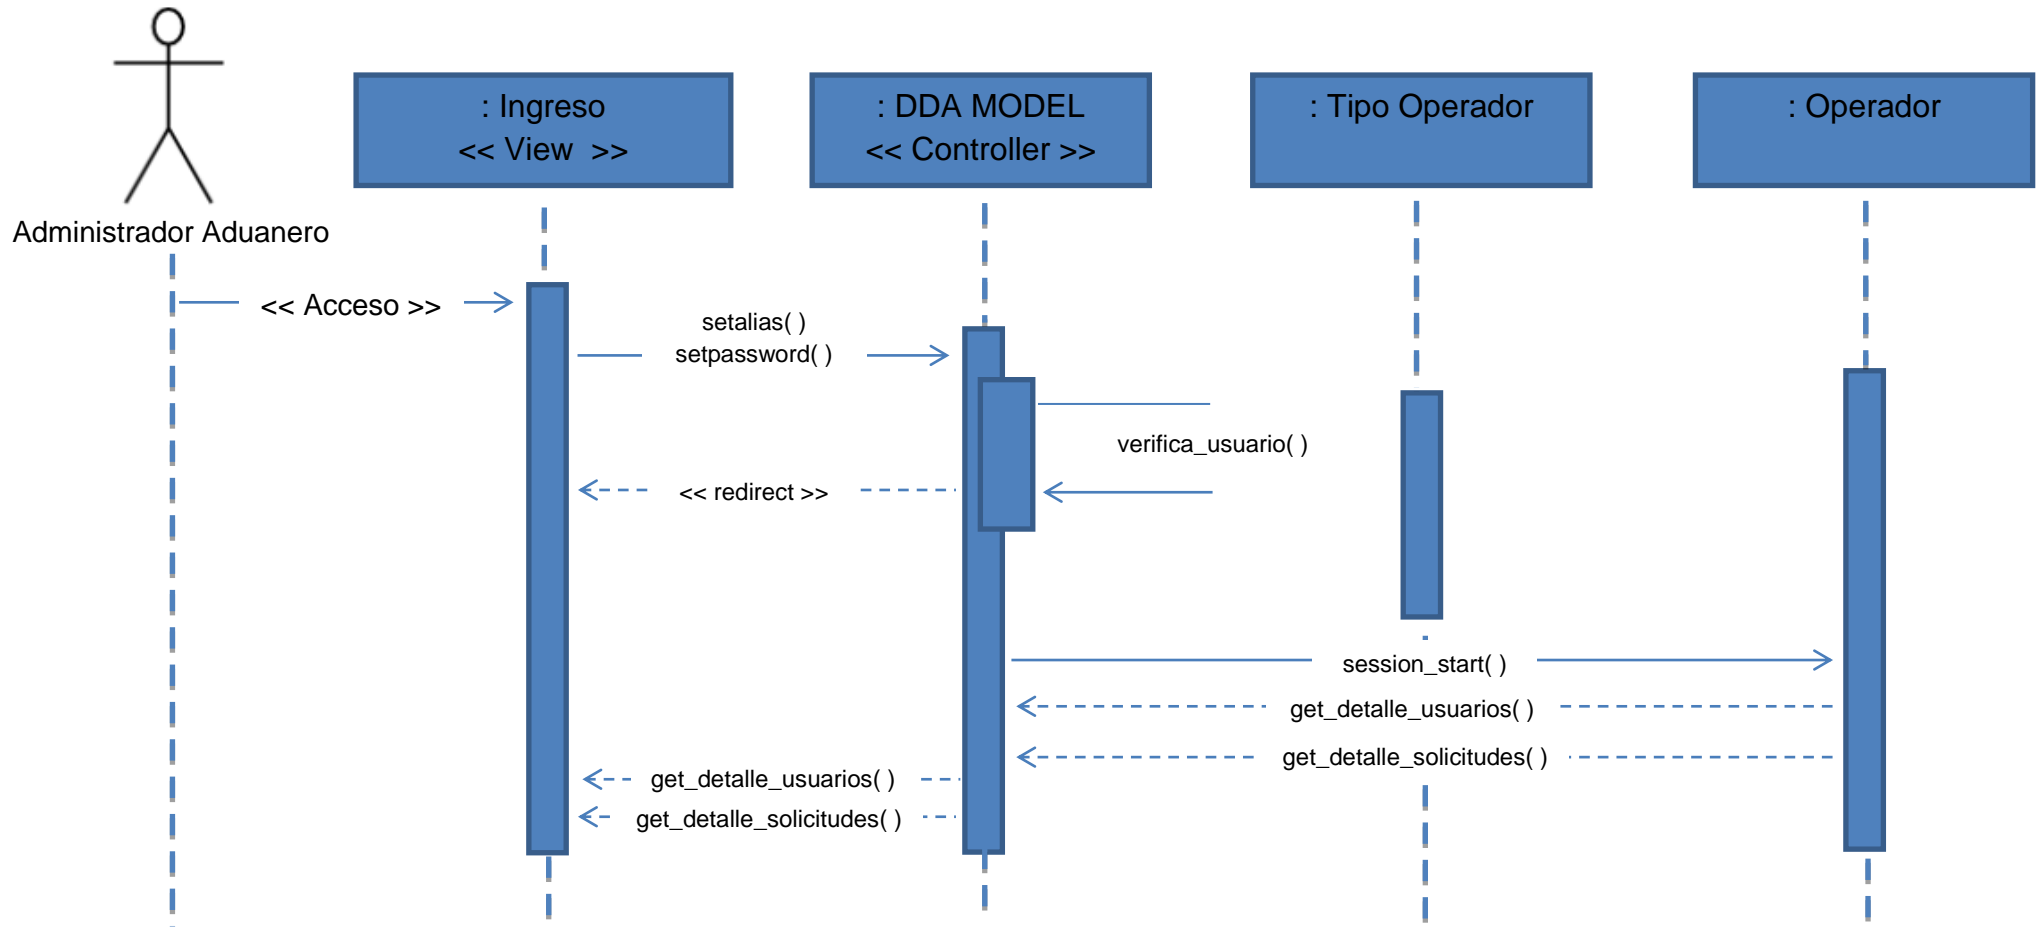 : Ingreso
<< View >>
: DDA MODEL
<< Controller >>
: Tipo Operador
: Operador
Administrador Aduanero
<< Acceso >>
setalias( )
setpassword( )
verifica_usuario( )
<< redirect >>
session_start( )
get_detalle_usuarios( )
get_detalle_solicitudes( )
get_detalle_usuarios( )
get_detalle_solicitudes( )